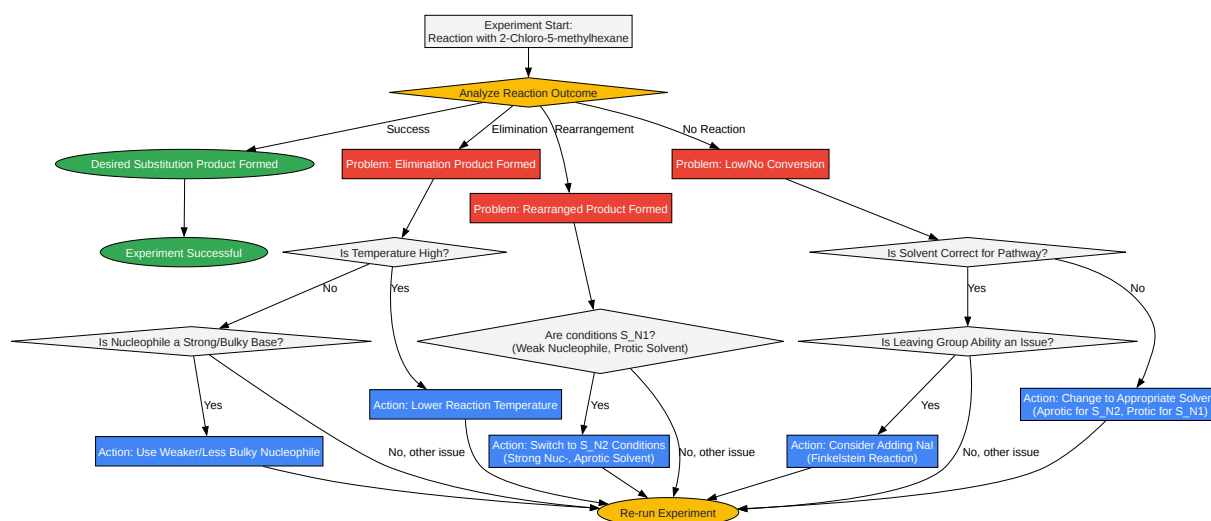 Experiment Start:
Reaction with 2-Chloro-5-methylhexane
Analyze Reaction Outcome
Success
Elimination
Rearrangement
No Reaction
Desired Substitution Product Formed
Problem: Elimination Product Formed
Problem: Low/No Conversion
Problem: Rearranged Product Formed
Experiment Successful
Is Temperature High?
Is Solvent Correct for Pathway?
No
Yes
Yes
No
Is Nucleophile a Strong/Bulky Base?
Are conditions S_N1?
(Weak Nucleophile, Protic Solvent)
Is Leaving Group Ability an Issue?
Yes
Action: Lower Reaction Temperature
Yes
Yes
Action: Change to Appropriate Solven
(Aprotic for S_N2, Protic for S_N1)
Action: Use Weaker/Less Bulky Nucleophile
No, other issue
Action: Switch to S_N2 Conditions
(Strong Nuc-, Aprotic Solvent)
No, other issue
Action: Consider Adding NaI
(Finkelstein Reaction)
No, other issue
Re-run Experiment